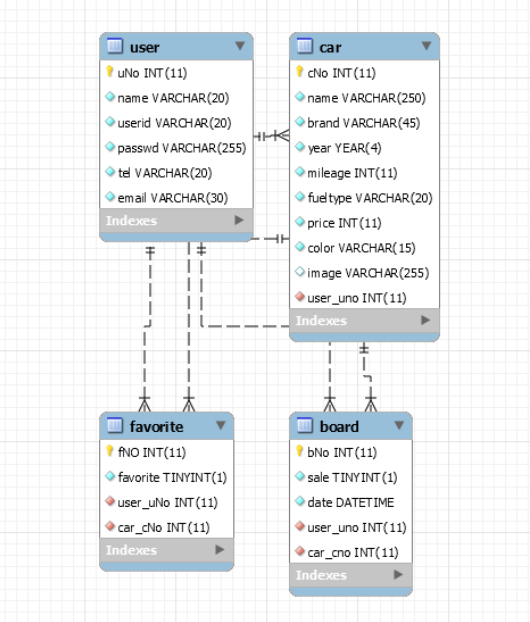 user
uNo INT(11)
name VARCHAR(20)
userid VARCHAR(20)
passwd VARCHAR(255)
tel VARCHAR(20)
email VARCHAR(30)
Indexes
car
cNo INT(11)
name VARCHAR(250)
brand VARCHAR(45)
year YEAR(4)
mileage INT(11)
fueltype VARCHAR(20)
price INT(11)
color VARCHAR(15)
image VARCHAR(255)
user_uno INT(11)
Indexes
favorite
fNO INT(11)
favorite TINYINT(1)
user_uNo INT(11)
car_cNo INT(11)
Indexes
board
bNo INT(11)
sale TINYINT(1)
date DATETIME
user_uno INT(11)
car_cno INT(11)
Indexes